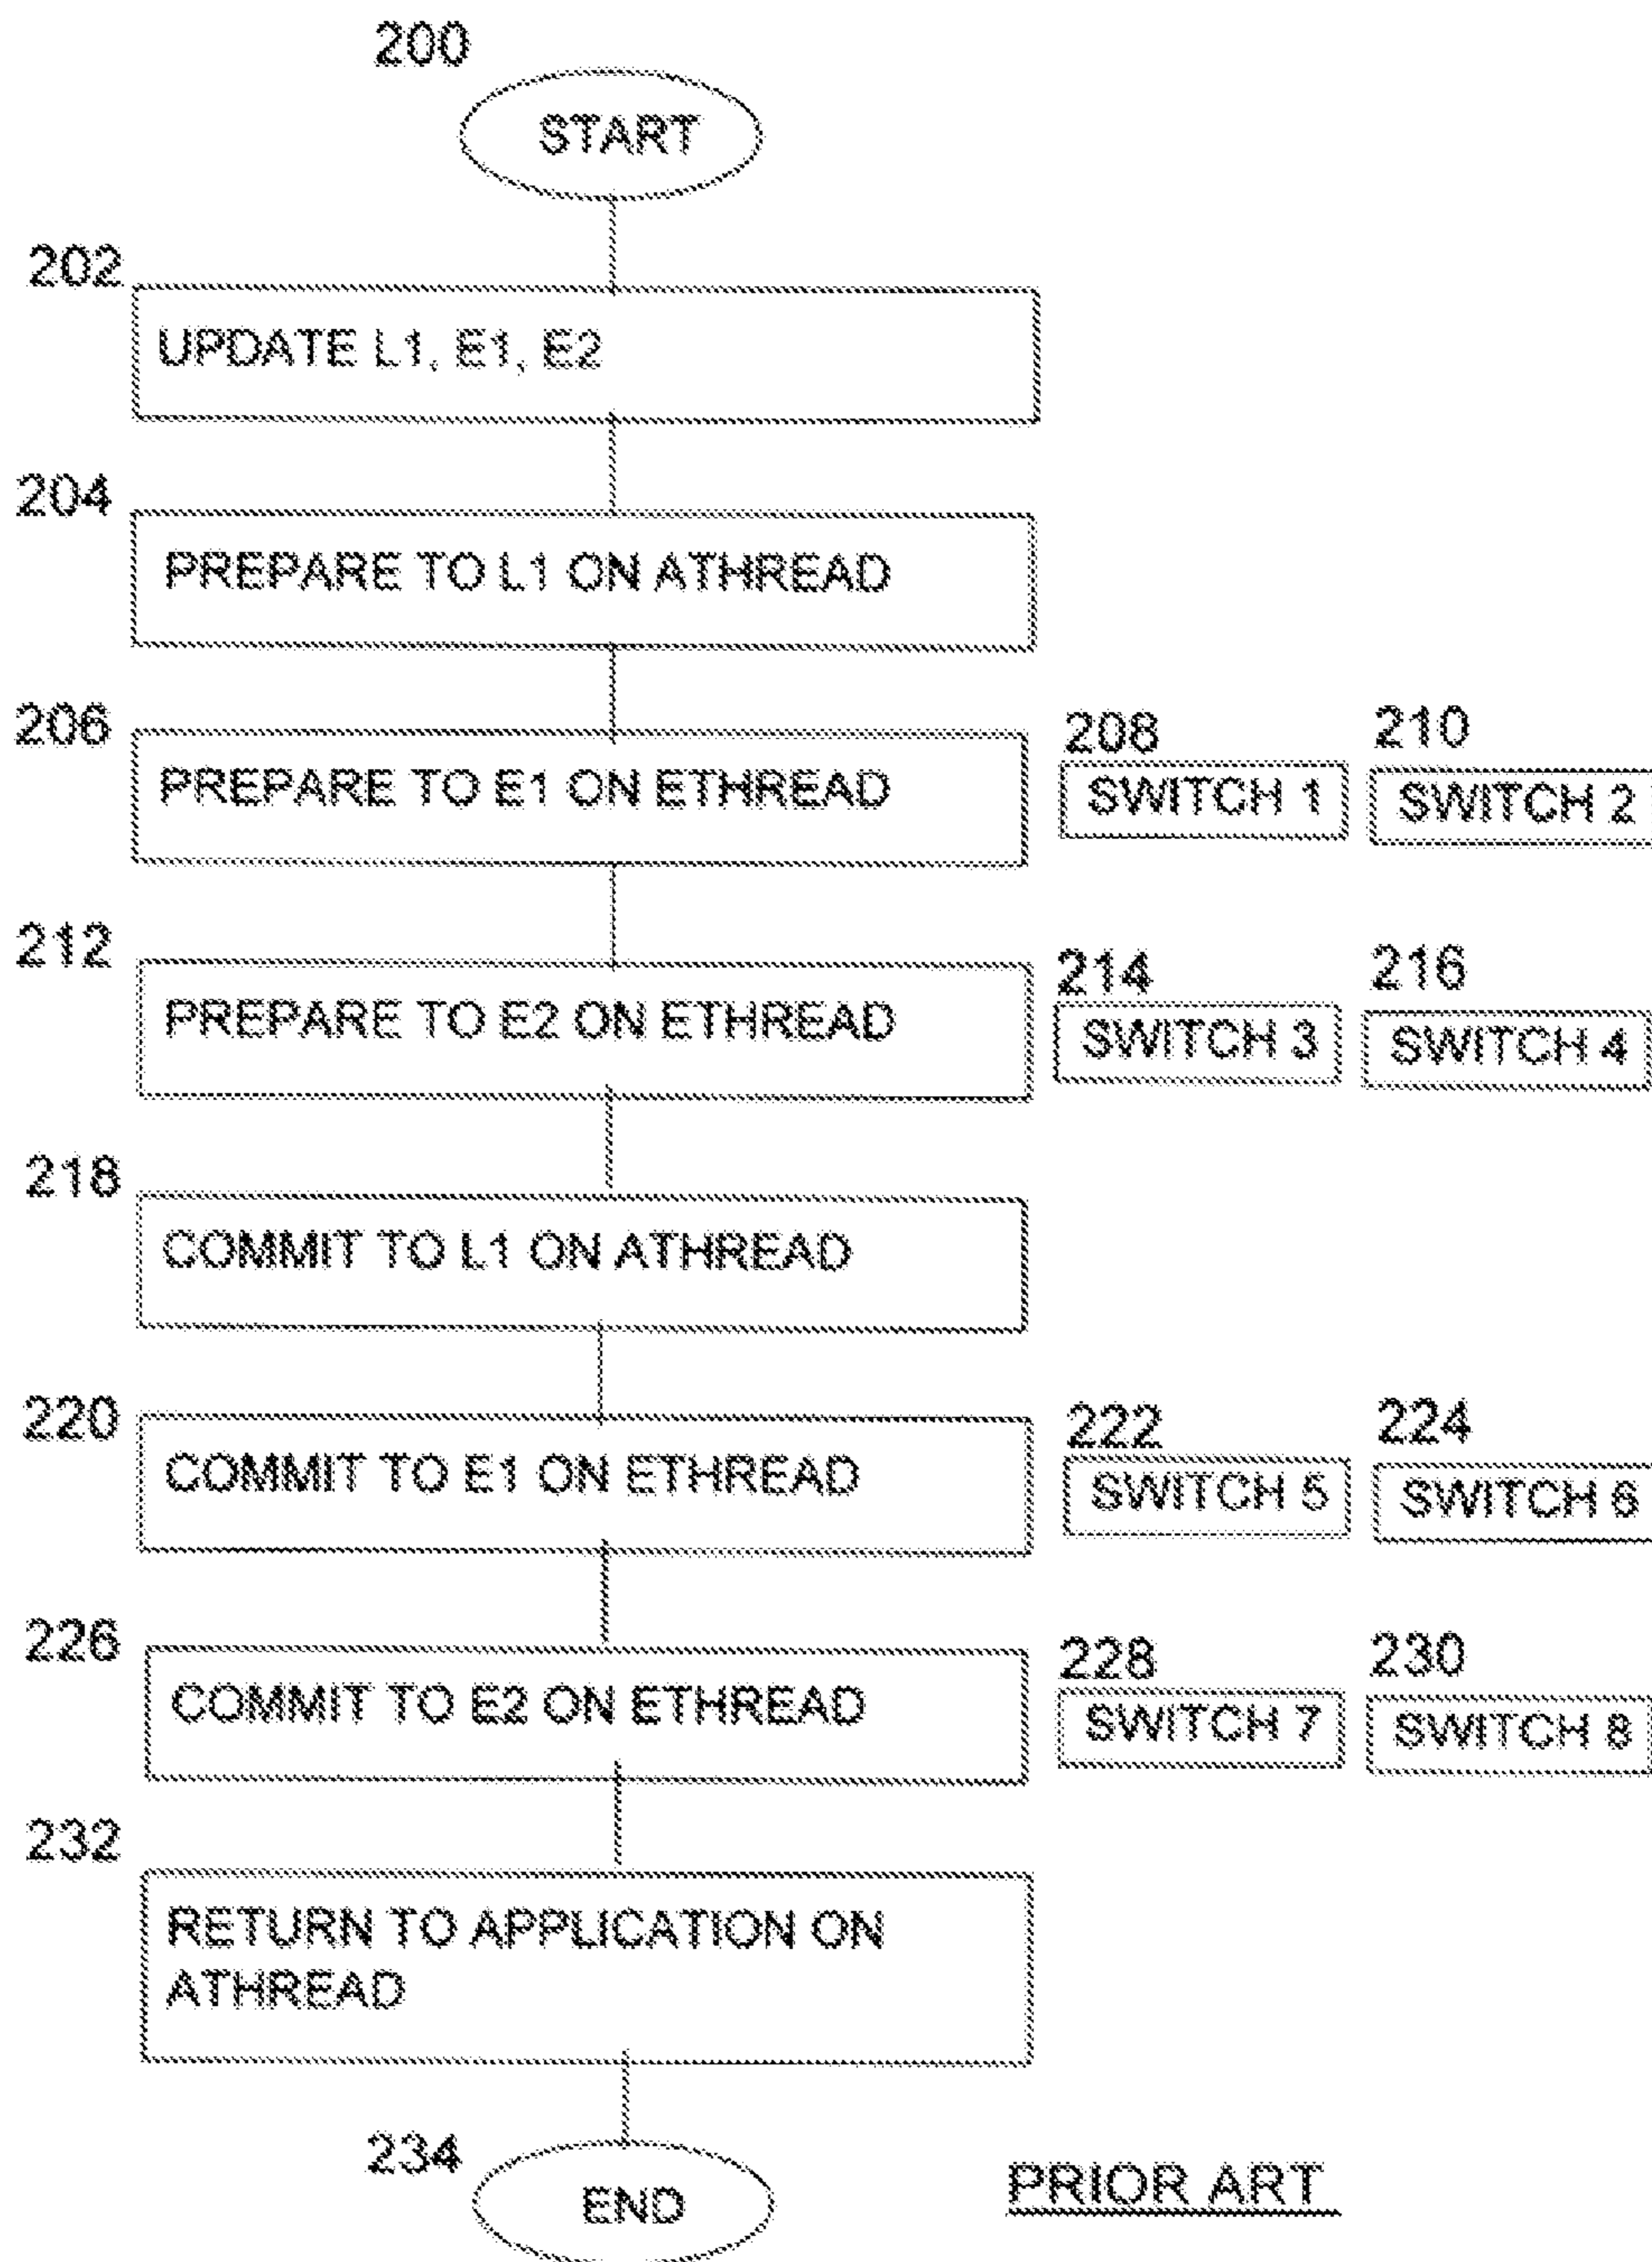 200
START
202
UPDATE L1, E1, E2
204
PREPARE TO L1 ON ATHREAD
206
PREPARE TO E1 ON ETHREAD
208
SWITCH 1
210
SWITCH 2
212
PREPARE TO E2 ON ETHREAD
214
SWITCH 3
216
SWITCH 4
218
COMMIT TO L1 ON ATHREAD
220
COMMIT TO E1 ON ETHREAD
222
SWITCH 5
224
SWITCH 6
226
COMMIT TO E2 ON ETHREAD
228
SWITCH 7
230
SWITCH 8
232
RETURN TO APPLICATION ON
ATHREAD
234
END
PRIOR ART